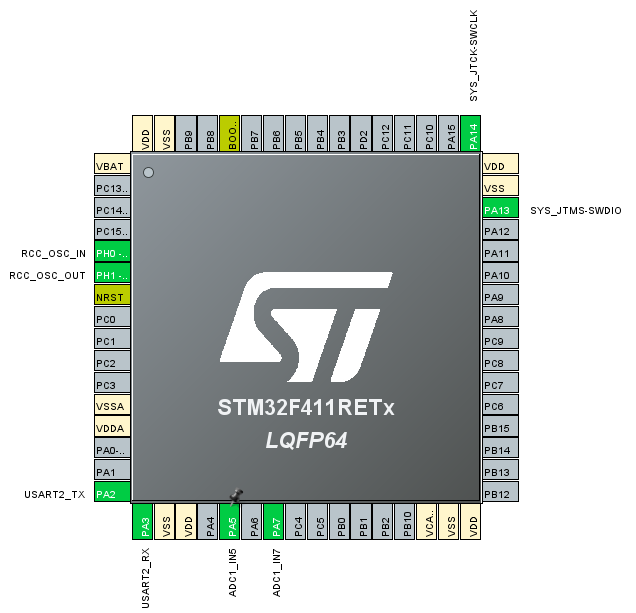 SYS_JTCK-SWCLK
VDD
VSS
PB9
PB8
BOO..
PB7
PB6
PB5
PB4
PB3
PD2
PC12
PC11
PC10
PA15
PA14
VBAT
PC13..
PC14..
PC15..
RCC_OSC_IN PH0 -..
RCC_OSC_OUT PH1 -..
NRST
PC0
PC1
PC2
PC3
VSSA
VDDA
PA0-..
PA1
USART2_TX PA2
ST
STM32F411RETx
LQFP64
VDD
VSS
PA13 SYS_JTMS-SWDIO
PA12
PA11
PA10
PA9
PA8
PC9
PC8
PC7
PC6
PB15
PB14
PB13
PB12
PA3
VSS
VDD
PA4
PA5
PA6
PA7
PC4
PC5
PB0
PB1
PB2
PB10
VCA..
VSS
VDD
USART2_RX
ADC1_IN5
ADC1_IN7